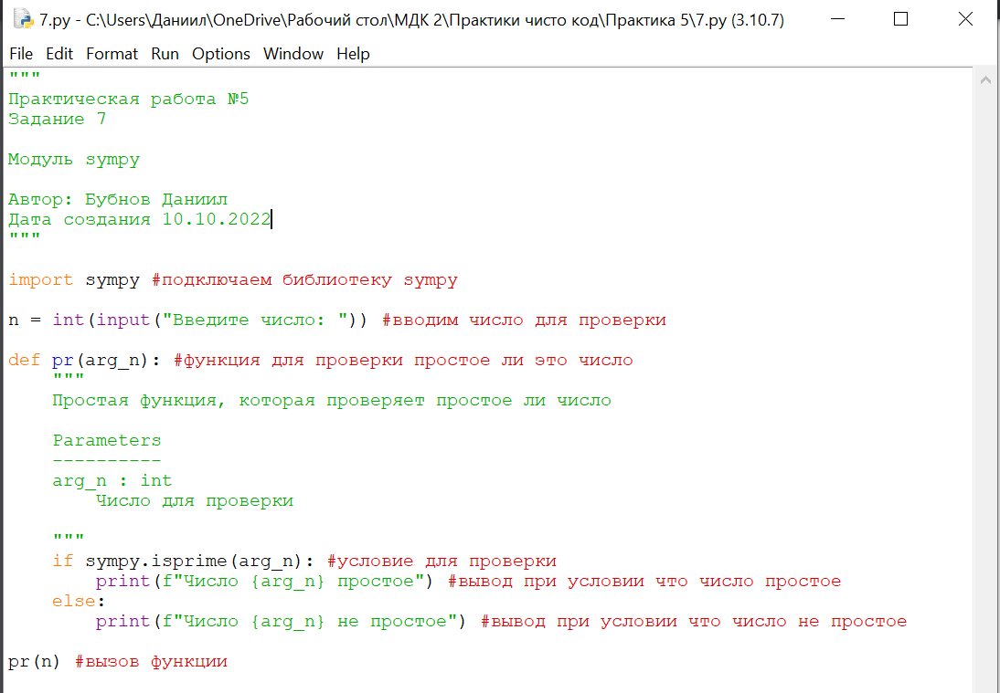 7.py - C:\Users\Даниил\OneDrive\Рабочий стол\МДК 2\Практики чисто код\Практика 5\7.py (3.10.7)
File Edit Format Run Options Window Help
"""
Практическая работа №5
Задание 7
Модуль sympy
Автор: Бубнов Даниил
Дата создания 10.10.2022
"""
import sympy #подключаем библиотеку sympy
n = int(input("Введите число: ")) #вводим число для проверки
def pr(arg_n): #функция для проверки простое ли это число
"""
Простая функция, которая проверяет простое ли число
Parameters
----------
arg_n : int
Число для проверки
"""
if sympy.isprime(arg_n): #условие для проверки
print(f"Число {arg_n} простое") #вывод при условии что число простое
else:
print(f"Число {arg_n} не простое") #вывод при условии что число не простое
pr(n) #вызов функции